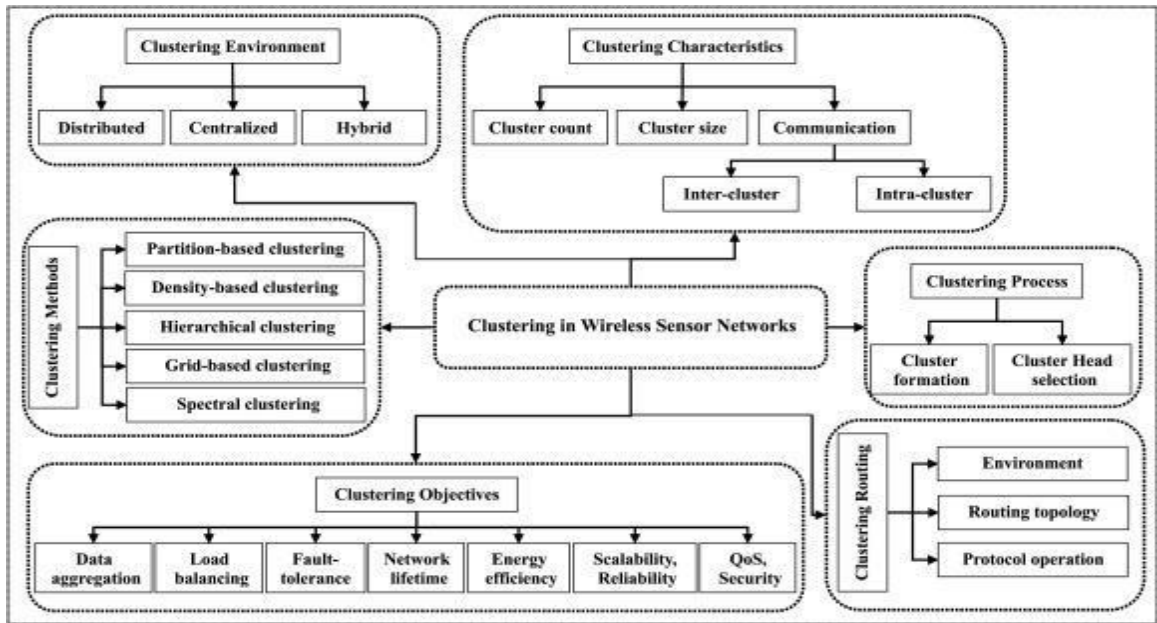 Clustering Environment
Distributed
Centralized
Hybrid
Clustering Characteristics
Cluster count
Cluster size
Communication
Inter-cluster
Intra-cluster
Clustering Methods
Partition-based clustering
Density-based clustering
Hierarchical clustering
Grid-based clustering
Spectral clustering
Clustering in Wireless Sensor Networks
Clustering Process
Cluster
formation
Cluster Head
selection
Clustering Objectives
Data
aggregation
Load
balancing
Fault-
tolerance
Network
lifetime
Energy
efficiency
Scalability,
Reliability
QoS,
Security
Clustering Routing
Environment
Routing topology
Protocol operation